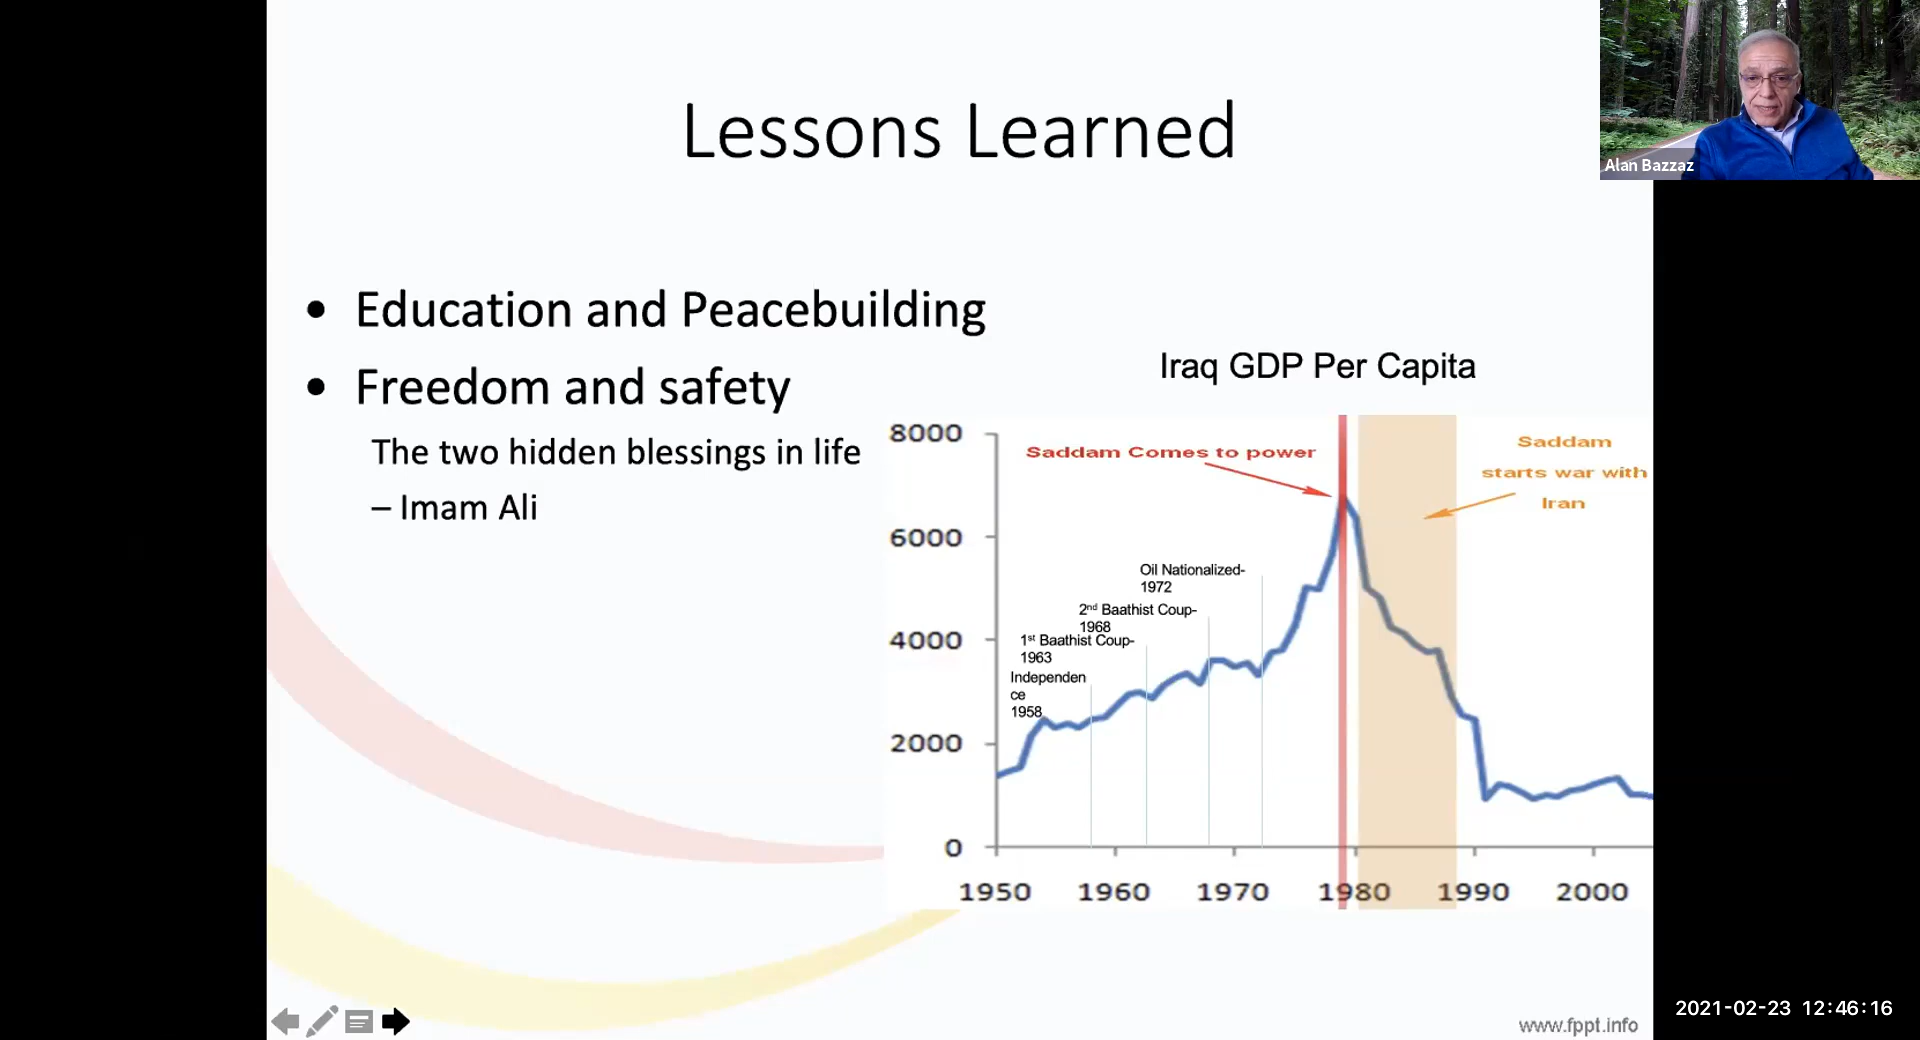 Lessons Learned
Alan Bazzaz
• Education and Peacebuilding
• Freedom and safety
The two hidden blessings in life
– Imam Ali
Iraq GDP Per Capita
8000
6000
4000
2000
0
Saddam Comes to power
Saddam
starts war with
Iran
Oil Nationalized-
1972
2nd Baathist Coup-
1968
1st Baathist Coup-
1963
Independen
ce
1958
1950 1960 1970 1980 1990 2000
www.fppt.info
2021-02-23 12:46:16